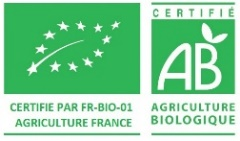 CERTIFIE PAR FR-BIO-01
AGRICULTURE FRANCE
CERTIFIÉ
AB
AGRICULTURE
BIOLOGIQUE